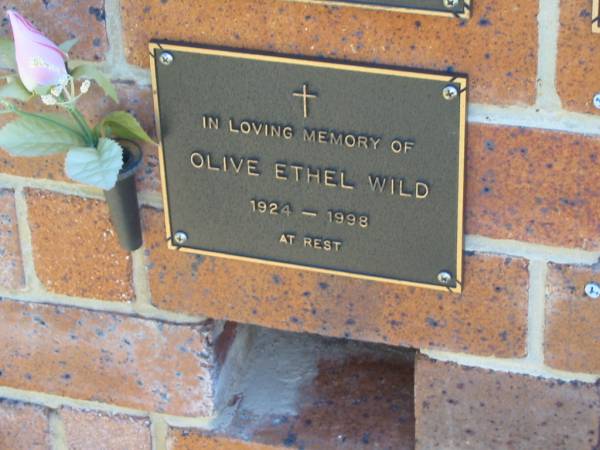 IN LOVING MEMORY OF
OLIVE ETHEL WILD
1924 — 1998
AT REST